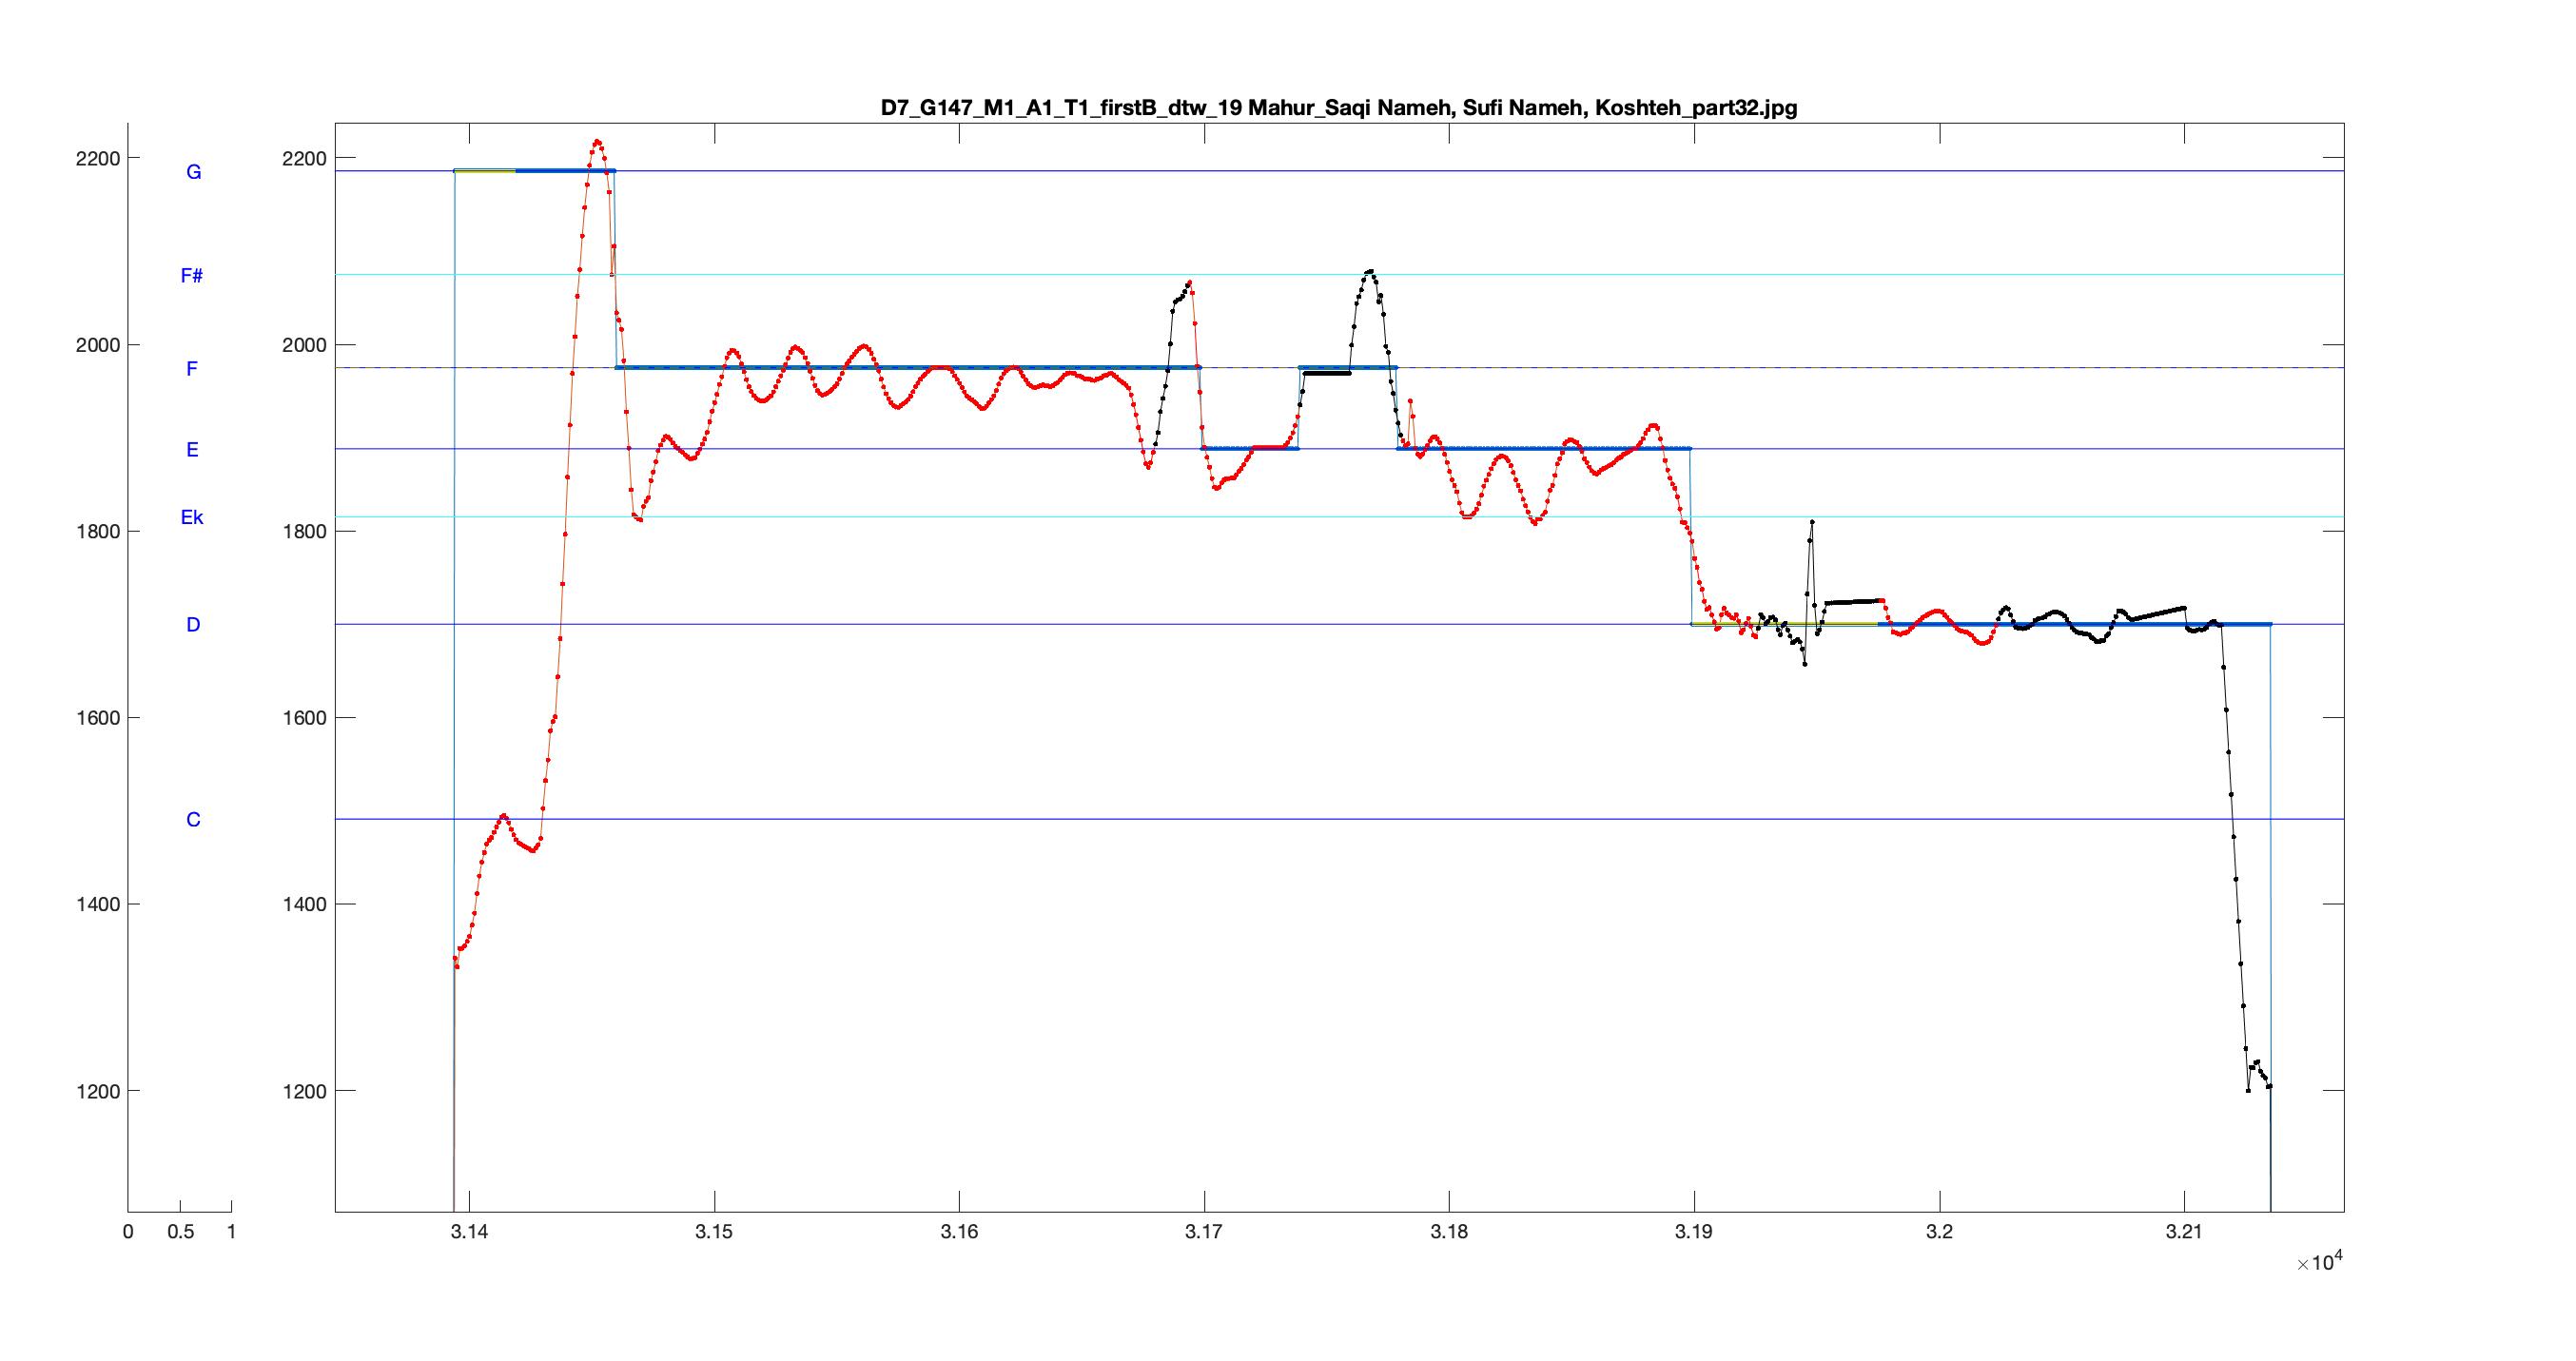 D7_G147_M1_A1_T1_firstB_dtw_19 Mahur_Saqi Nameh, Sufi Nameh, Koshteh_part32.jpg
2200 G 2200
F#
2000 2000
F
E
1800 Ek 1800
D
1600 1600
C
1400 1400
1200 1200
0 0.5 1 3.14 3.15 3.16 3.17 3.18 3.19 3.2 3.21
×10^4